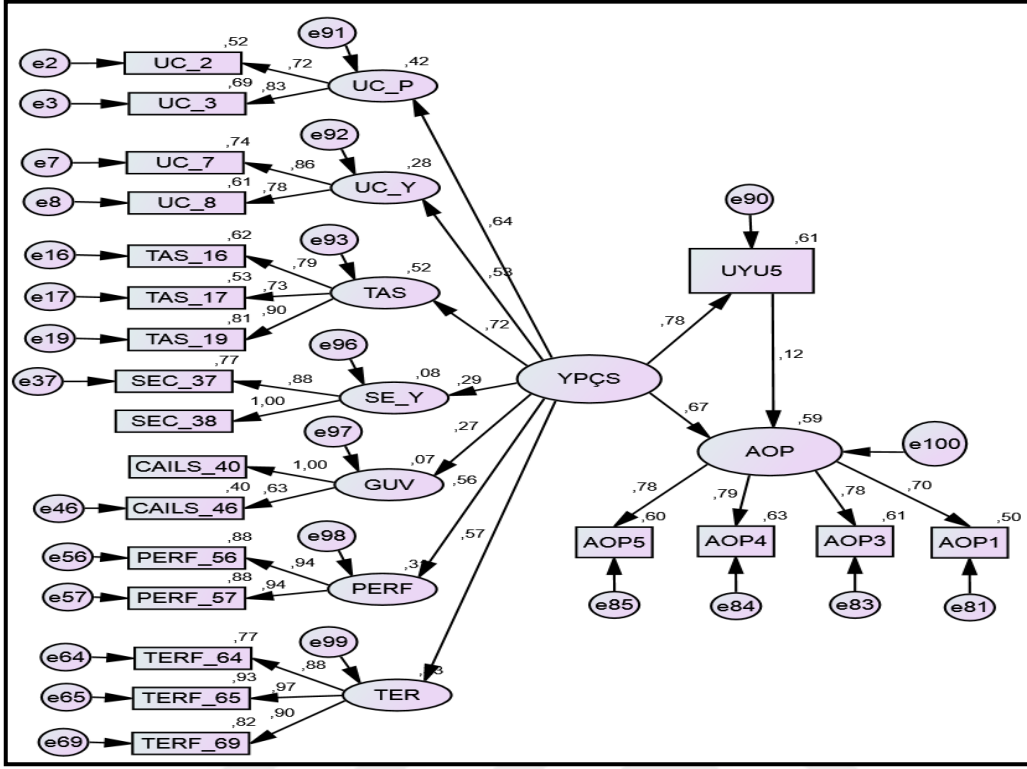 e91
,52
,42
e2
UC_2
,72
UC_P
,69
,83
e3
UC_3
e92
,74
e7
UC_7
,86
,28
UC_Y
,61
,78
e8
UC_8
,64
,53
e93
,62
e16
TAS_16
,79
,52
,53
e17
TAS_17
,73
TAS
,81
,90
e19
TAS_19
,72
e90
,61
UYU5
,78
,12
e96
,77
e37
SEC_37
,88
,08
,29
SE_Y
YPÇS
SEC_38
1,00
,67
,59
AOP
e100
e97
,27
CAILS_40
1,00
,07
GUV
,40
,63
e46
CAILS_46
,56
,78
,79
,78
,70
,60
,63
,61
,50
AOP5
AOP4
AOP3
AOP1
e85
e84
e83
e81
e98
,88
e56
PERF_56
,94
PERF
,57
,88
,94
e57
PERF_57
e99
,77
e64
TERF_64
,88
,93
e65
TERF_65
,97
TER
,82
,90
e69
TERF_69